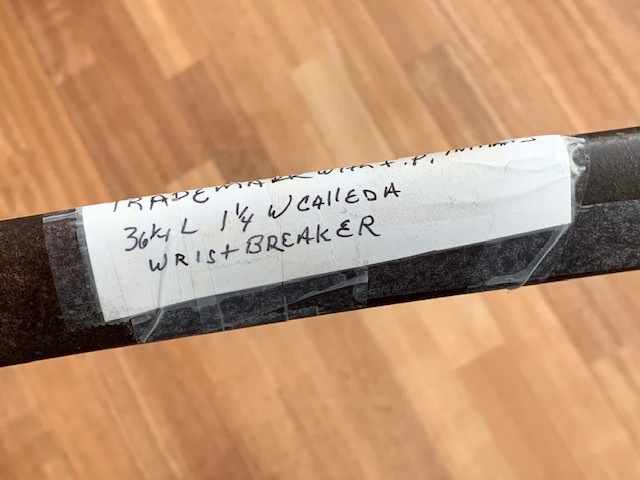 TRADEMARK
36¼ L 1¼ W CALLED A
WRIST BREAKER